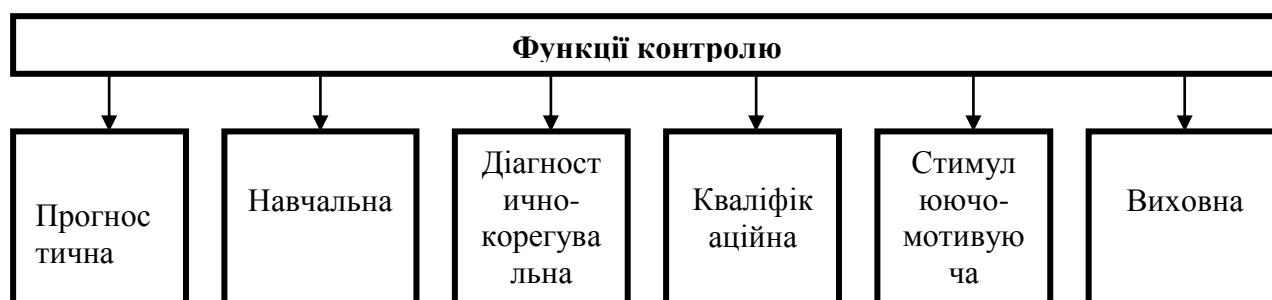 Функції контролю
Прогнос
тична
Навчальна
Діагност
ично-
корегува
льна
Кваліфік
аційна
Стимул
юючо-
мотивую
ча
Виховна